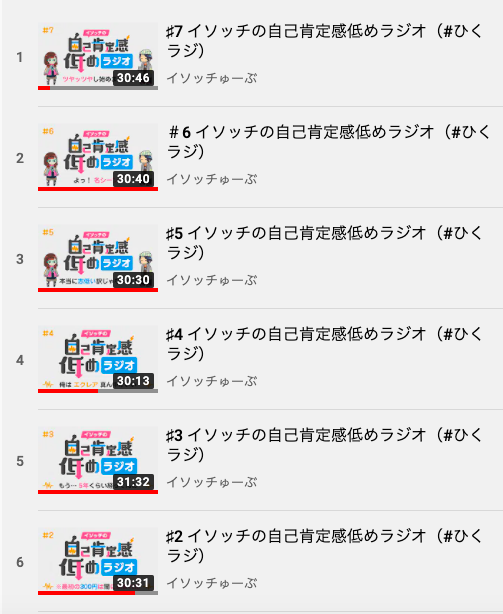 1
#7
イソッチの
自己肯定感
低めラジオ
ツヤッツヤし始め
30:46
♯7 イソッチの自己肯定感低めラジオ（#ひく
ラジ）
イソッチゅーぶ
2
#6
イソッチの
自己肯定感
低めラジオ
よっ！ 名シー
30:40
＃6 イソッチの自己肯定感低めラジオ（#ひく
ラジ）
イソッチゅーぶ
3
#5
イソッチの
自己肯定感
低めラジオ
本当にお低い訳じゃ
30:30
♯5 イソッチの自己肯定感低めラジオ（#ひく
ラジ）
イソッチゅーぶ
4
#4
イソッチの
自己肯定感
低めラジオ
俺は エクレア 真ん
30:13
♯4 イソッチの自己肯定感低めラジオ（#ひく
ラジ）
イソッチゅーぶ
5
#3
イソッチの
自己肯定感
低めラジオ
もう… 5年くらい
31:32
♯3 イソッチの自己肯定感低めラジオ（#ひく
ラジ）
イソッチゅーぶ
6
#2
イソッチの
自己肯定感
低めラジオ
※最初の300円は
30:31
♯2 イソッチの自己肯定感低めラジオ（#ひく
ラジ）
イソッチゅーぶ